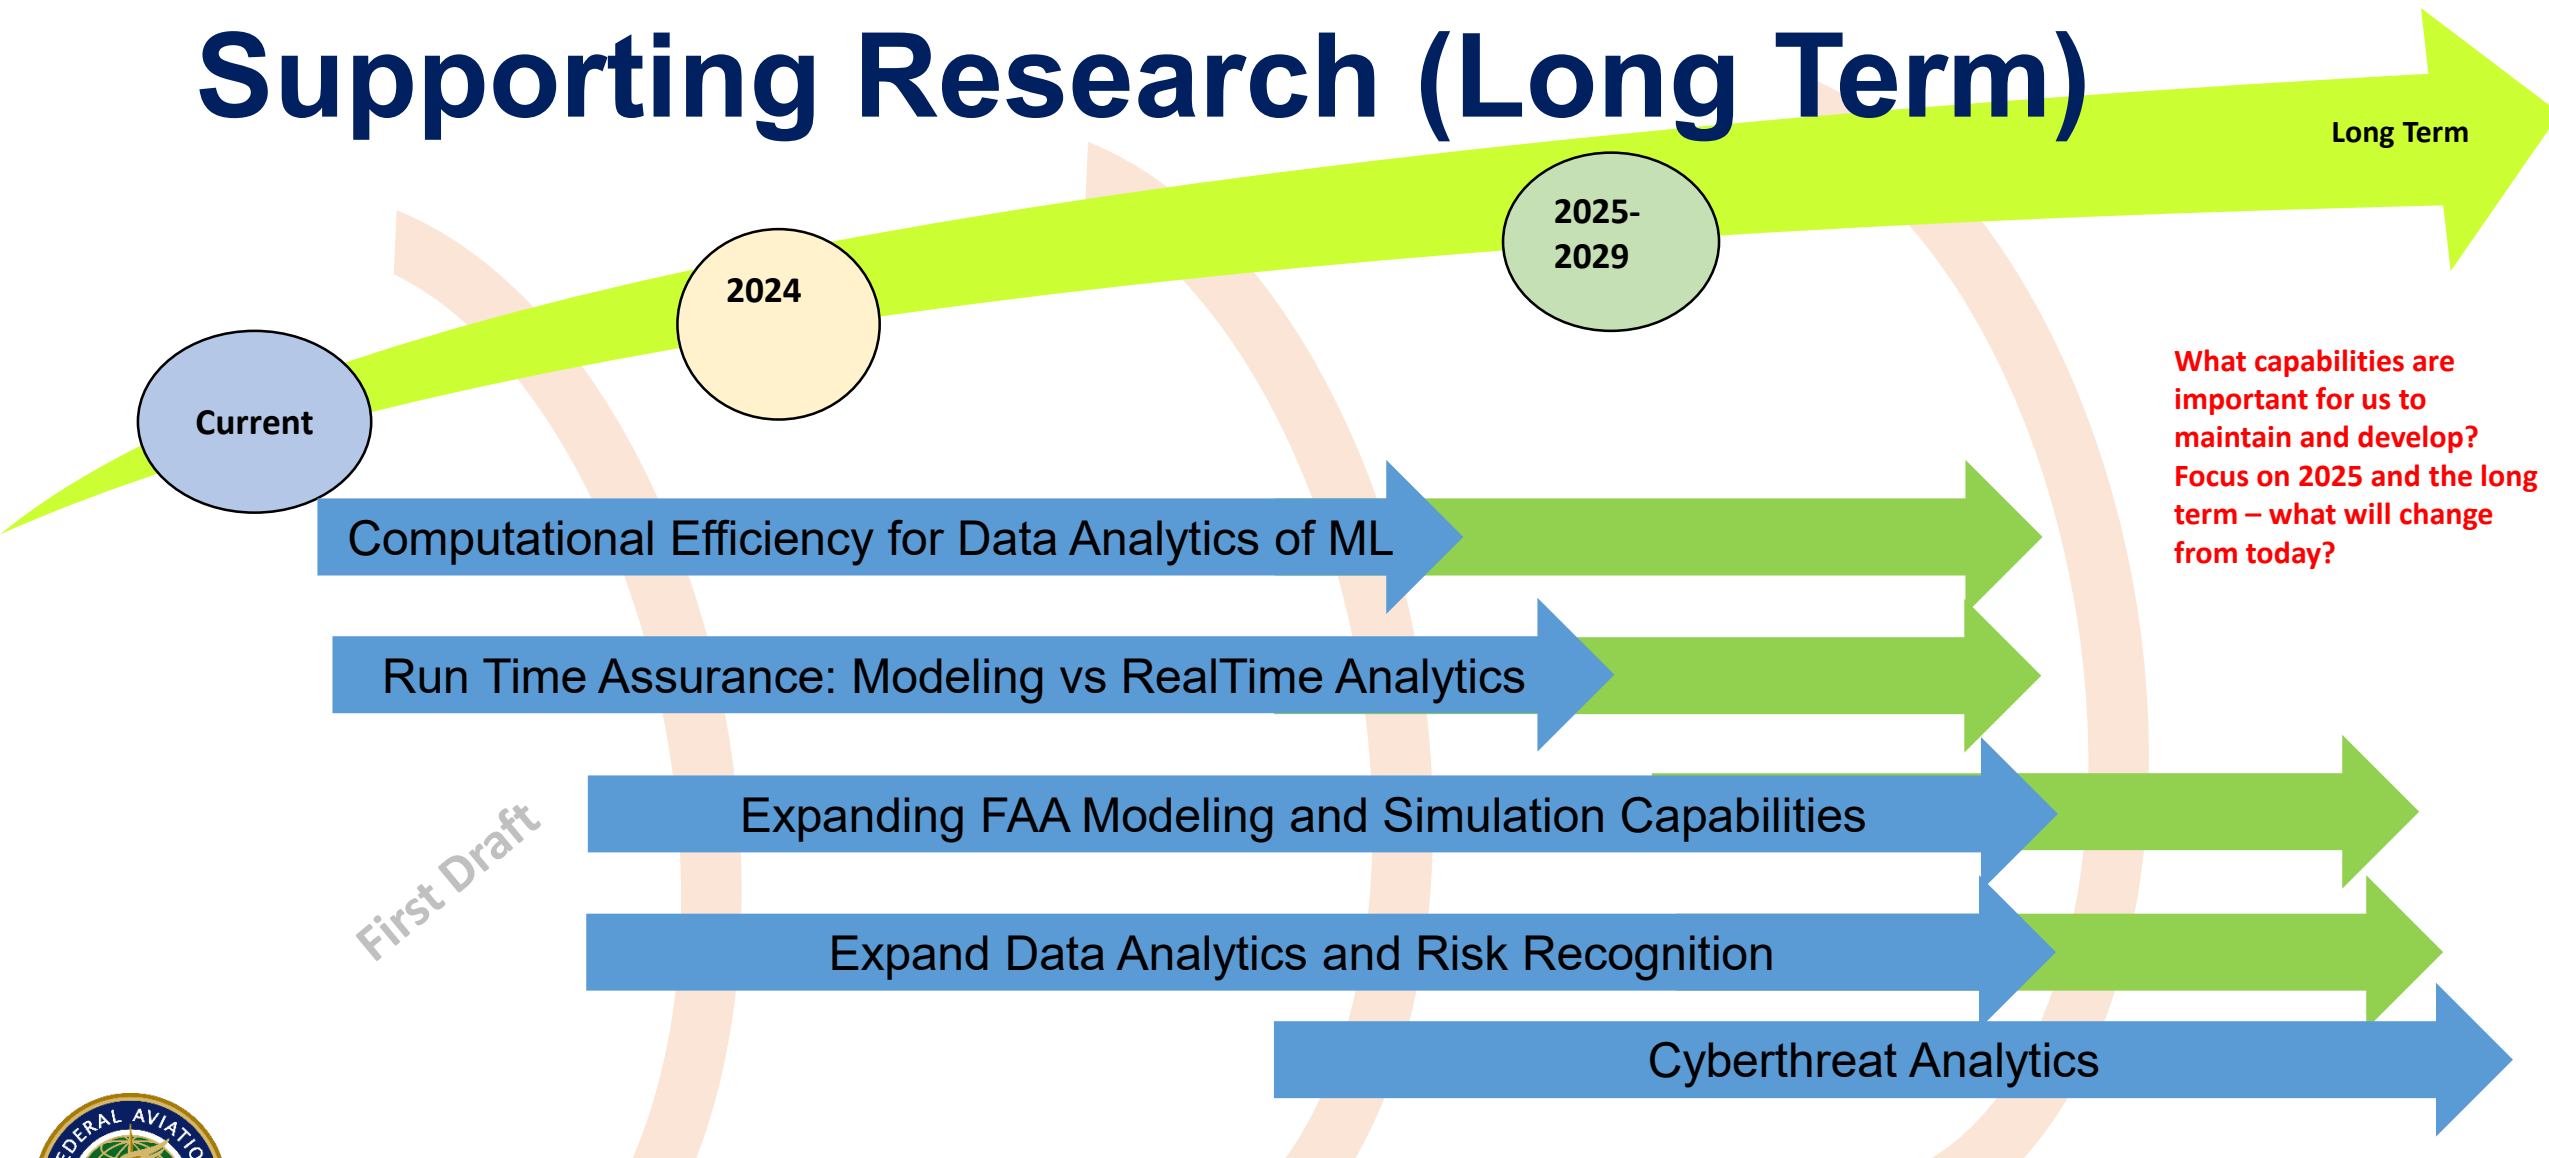 Supporting Research (Long Term)
Long Term
2025-
2029
2024
Current
What capabilities are
important for us to
maintain and develop?
Focus on 2025 and the long
term – what will change
from today?
Computational Efficiency for Data Analytics of ML
Run Time Assurance: Modeling vs RealTime Analytics
Expanding FAA Modeling and Simulation Capabilities
First Draft
Expand Data Analytics and Risk Recognition
Cyberthreat Analytics